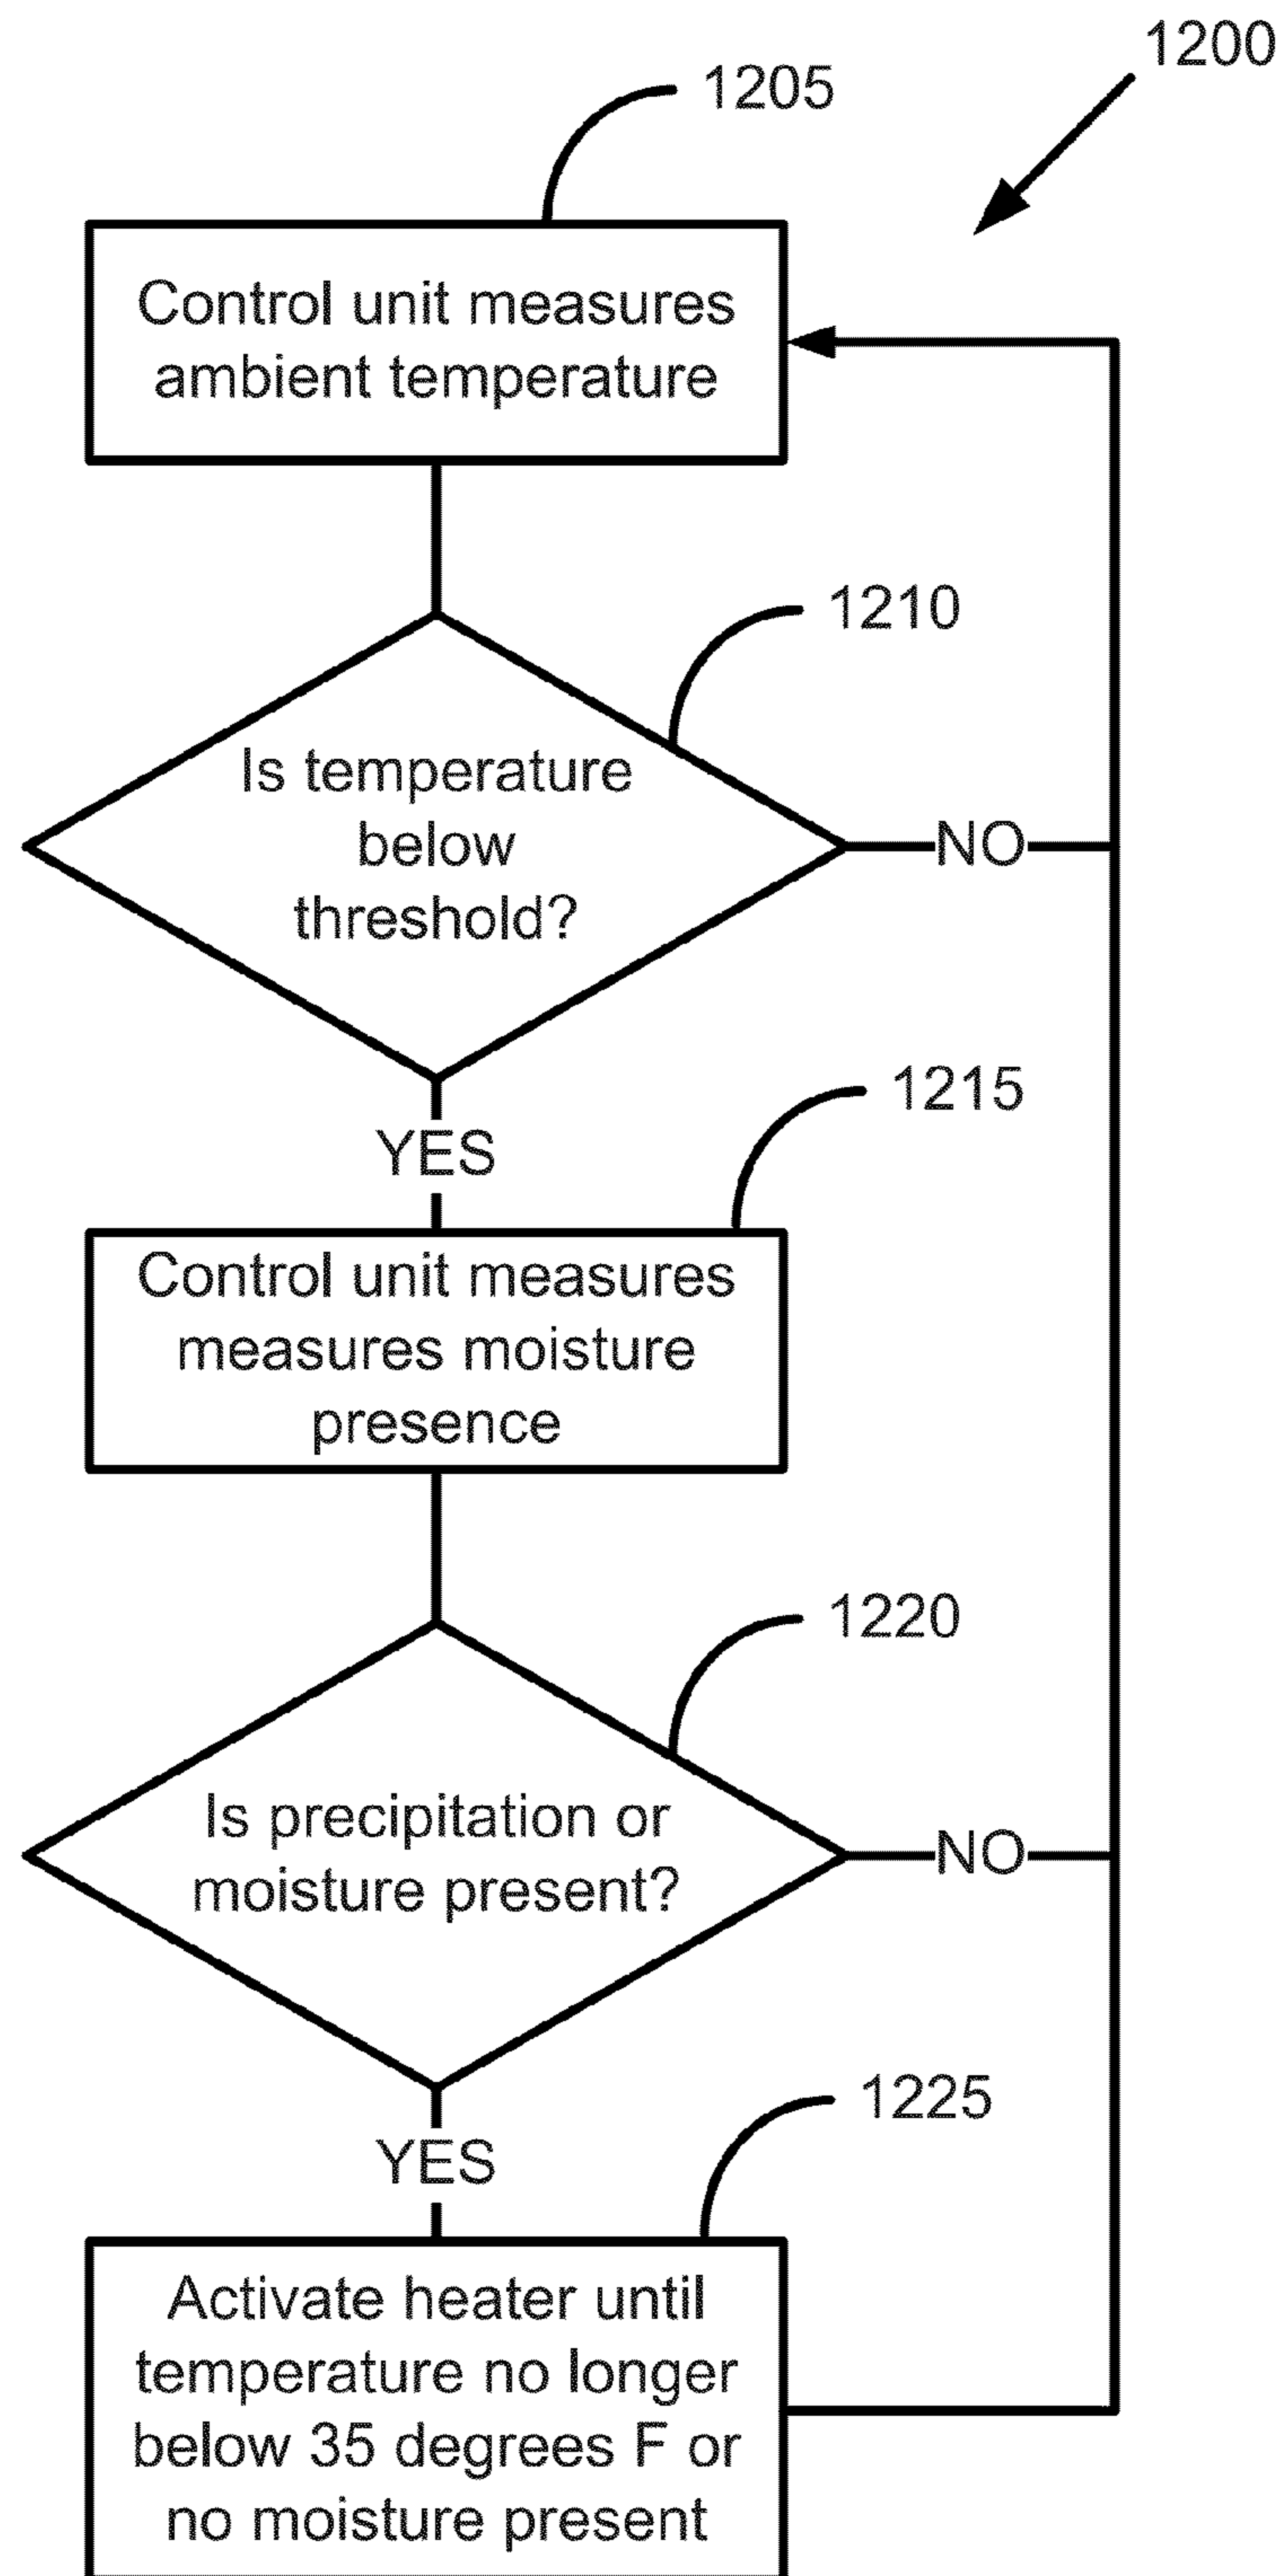 1200
1205
Control unit measures
ambient temperature
1210
Is temperature
below
threshold?
NO
YES
1215
Control unit measures
measures moisture
presence
1220
Is precipitation or
moisture present?
NO
YES
1225
Activate heater until
temperature no longer
below 35 degrees F or
no moisture present